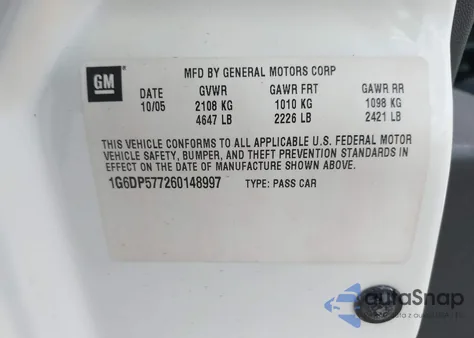 GM
MFD BY GENERAL MOTORS CORP
DATE GVWR GAWR FRT GAWR RR
10/05 2108 KG 1010 KG 1098 KG
4647 LB 2226 LB 2421 LB
THIS VEHICLE CONFORMS TO ALL APPLICABLE U.S. FEDERAL MOTOR
VEHICLE SAFETY, BUMPER, AND THEFT PREVENTION STANDARDS IN
EFFECT ON THE DATE OF MANUFACTURE SHOWN ABOVE.
1G6DP577260148997 TYPE: PASS CAR
autaSnap